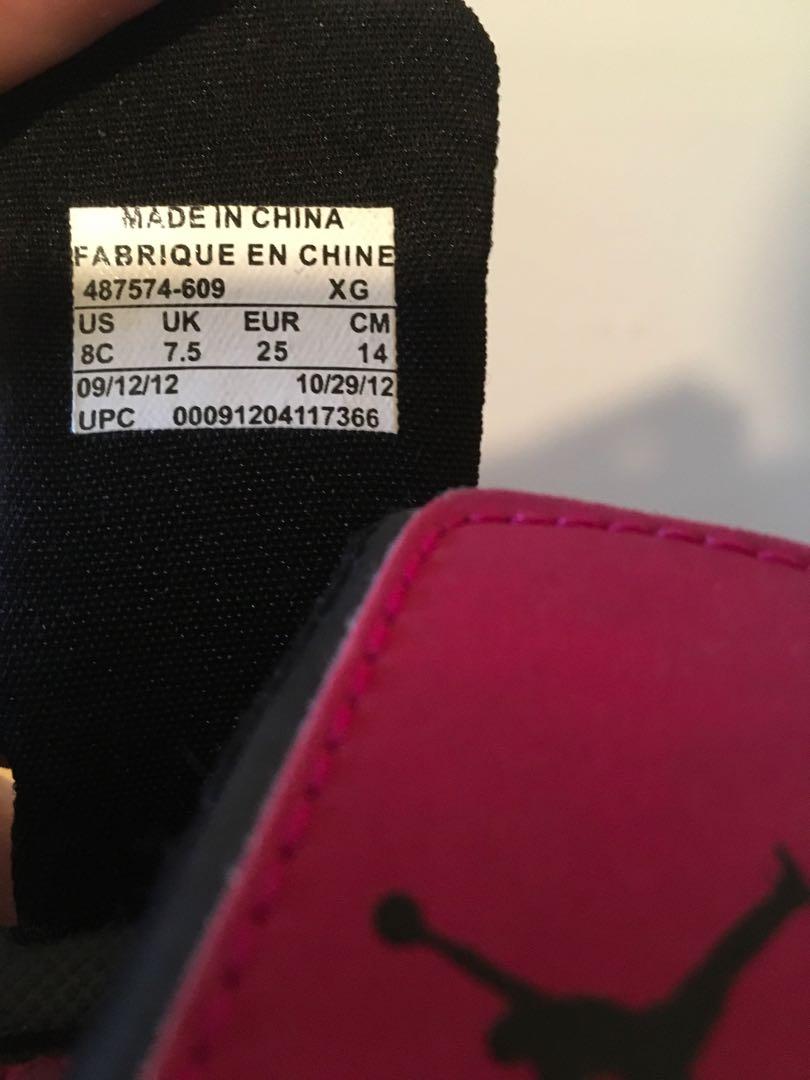 MADE IN CHINA
FABRIQUE EN CHINE
487574-609 XG
US UK EUR CM
8C 7.5 25 14
09/12/12 10/29/12
UPC 00091204117366